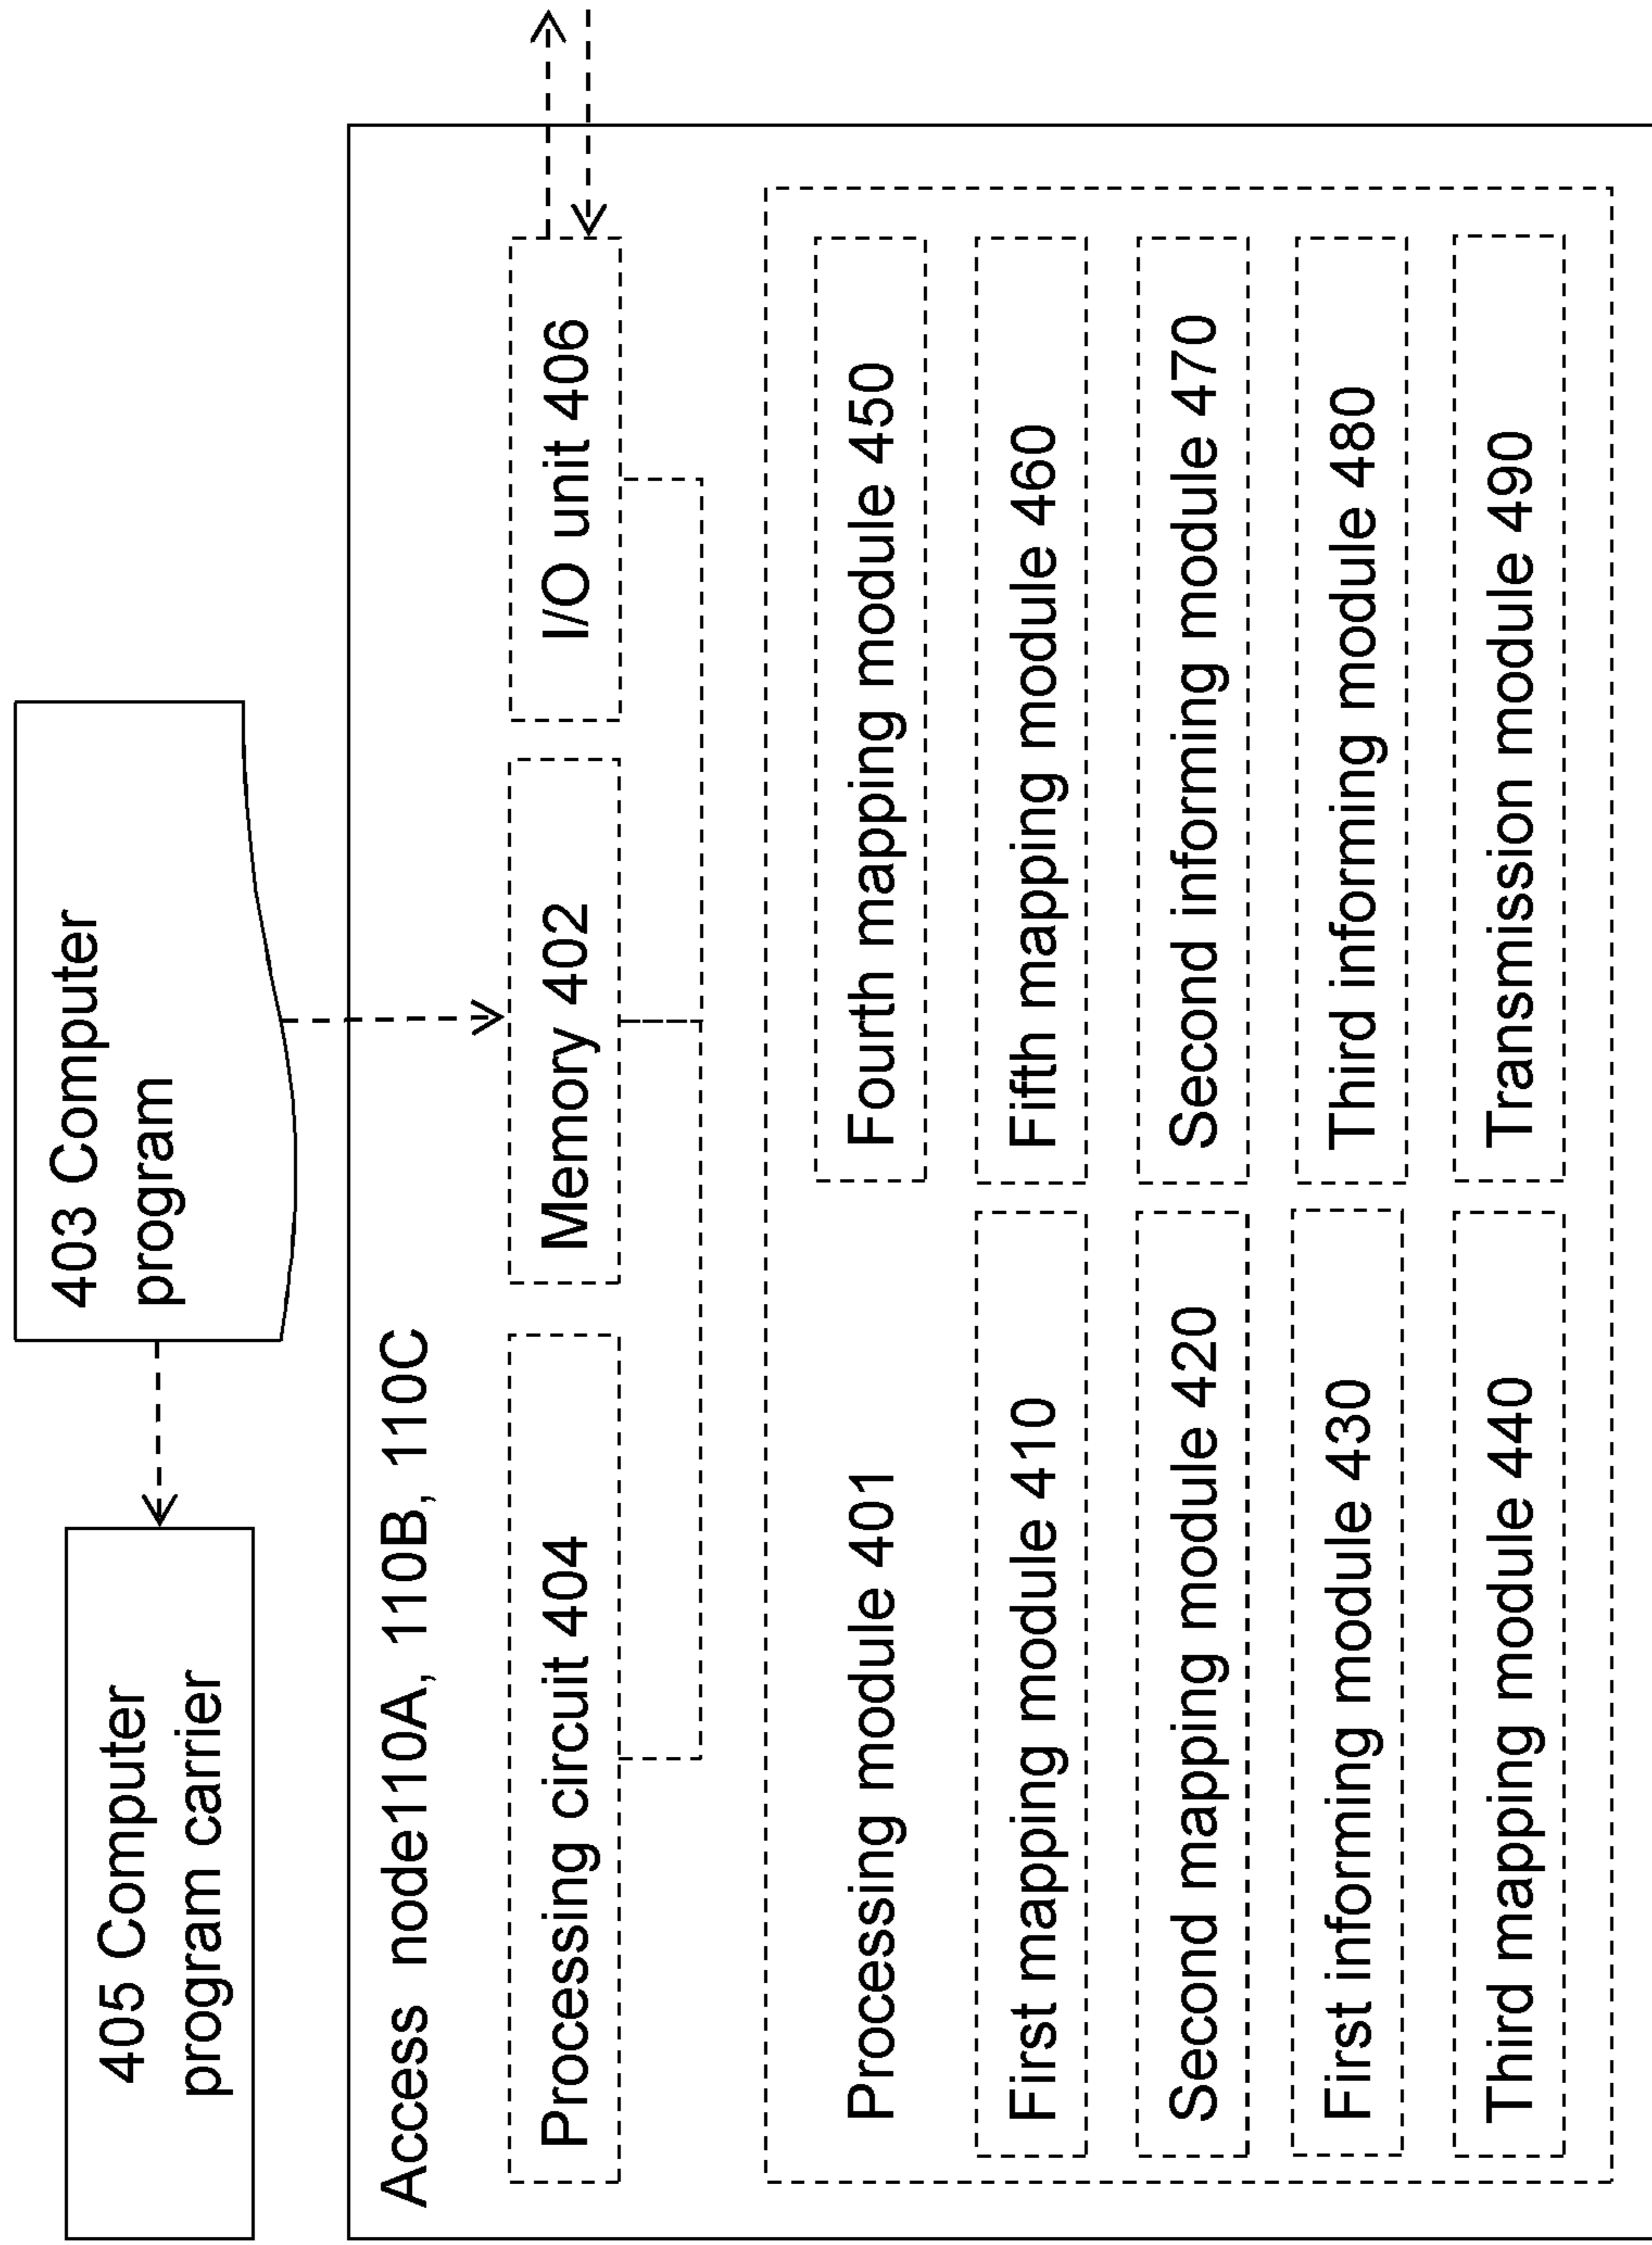 405 Computer
program carrier
403 Computer
program
Access node110A, 110B, 110C
Processing circuit 404
Memory 402
I/O unit 406
Processing module 401
First mapping module 410
Second mapping module 420
First informing module 430
Third mapping module 440
Fourth mapping module 450
Fifth mapping module 460
Second informing module 470
Third informing module 480
Transmission module 490